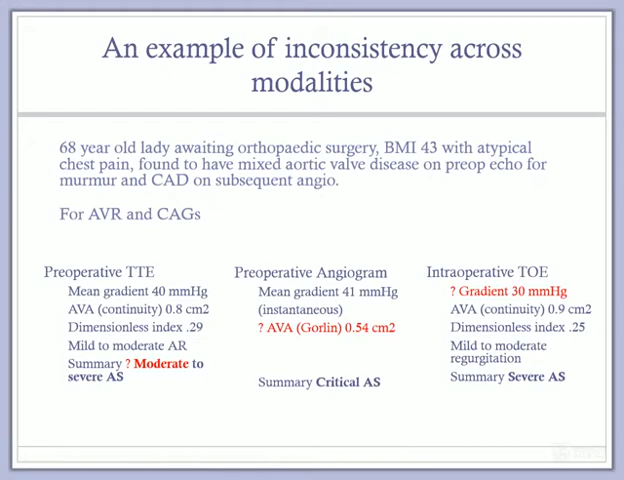 An example of inconsistency across
modalities
68 year old lady awaiting orthopaedic surgery, BMI 43 with atypical
chest pain, found to have mixed aortic valve disease on preop echo for
murmur and CAD on subsequent angio.
For AVR and CAGs
Preoperative TTE
Mean gradient 40 mmHg
AVA (continuity) 0.8 cm2
Dimensionless index .29
Mild to moderate AR
Summary ? Moderate to
severe AS
Preoperative Angiogram
Mean gradient 41 mmHg
(instantaneous)
? AVA (Gorlin) 0.54 cm2
Summary Critical AS
Intraoperative TOE
? Gradient 30 mmHg
AVA (continuity) 0.9 cm2
Dimensionless index .25
Mild to moderate
regurgitation
Summary Severe AS